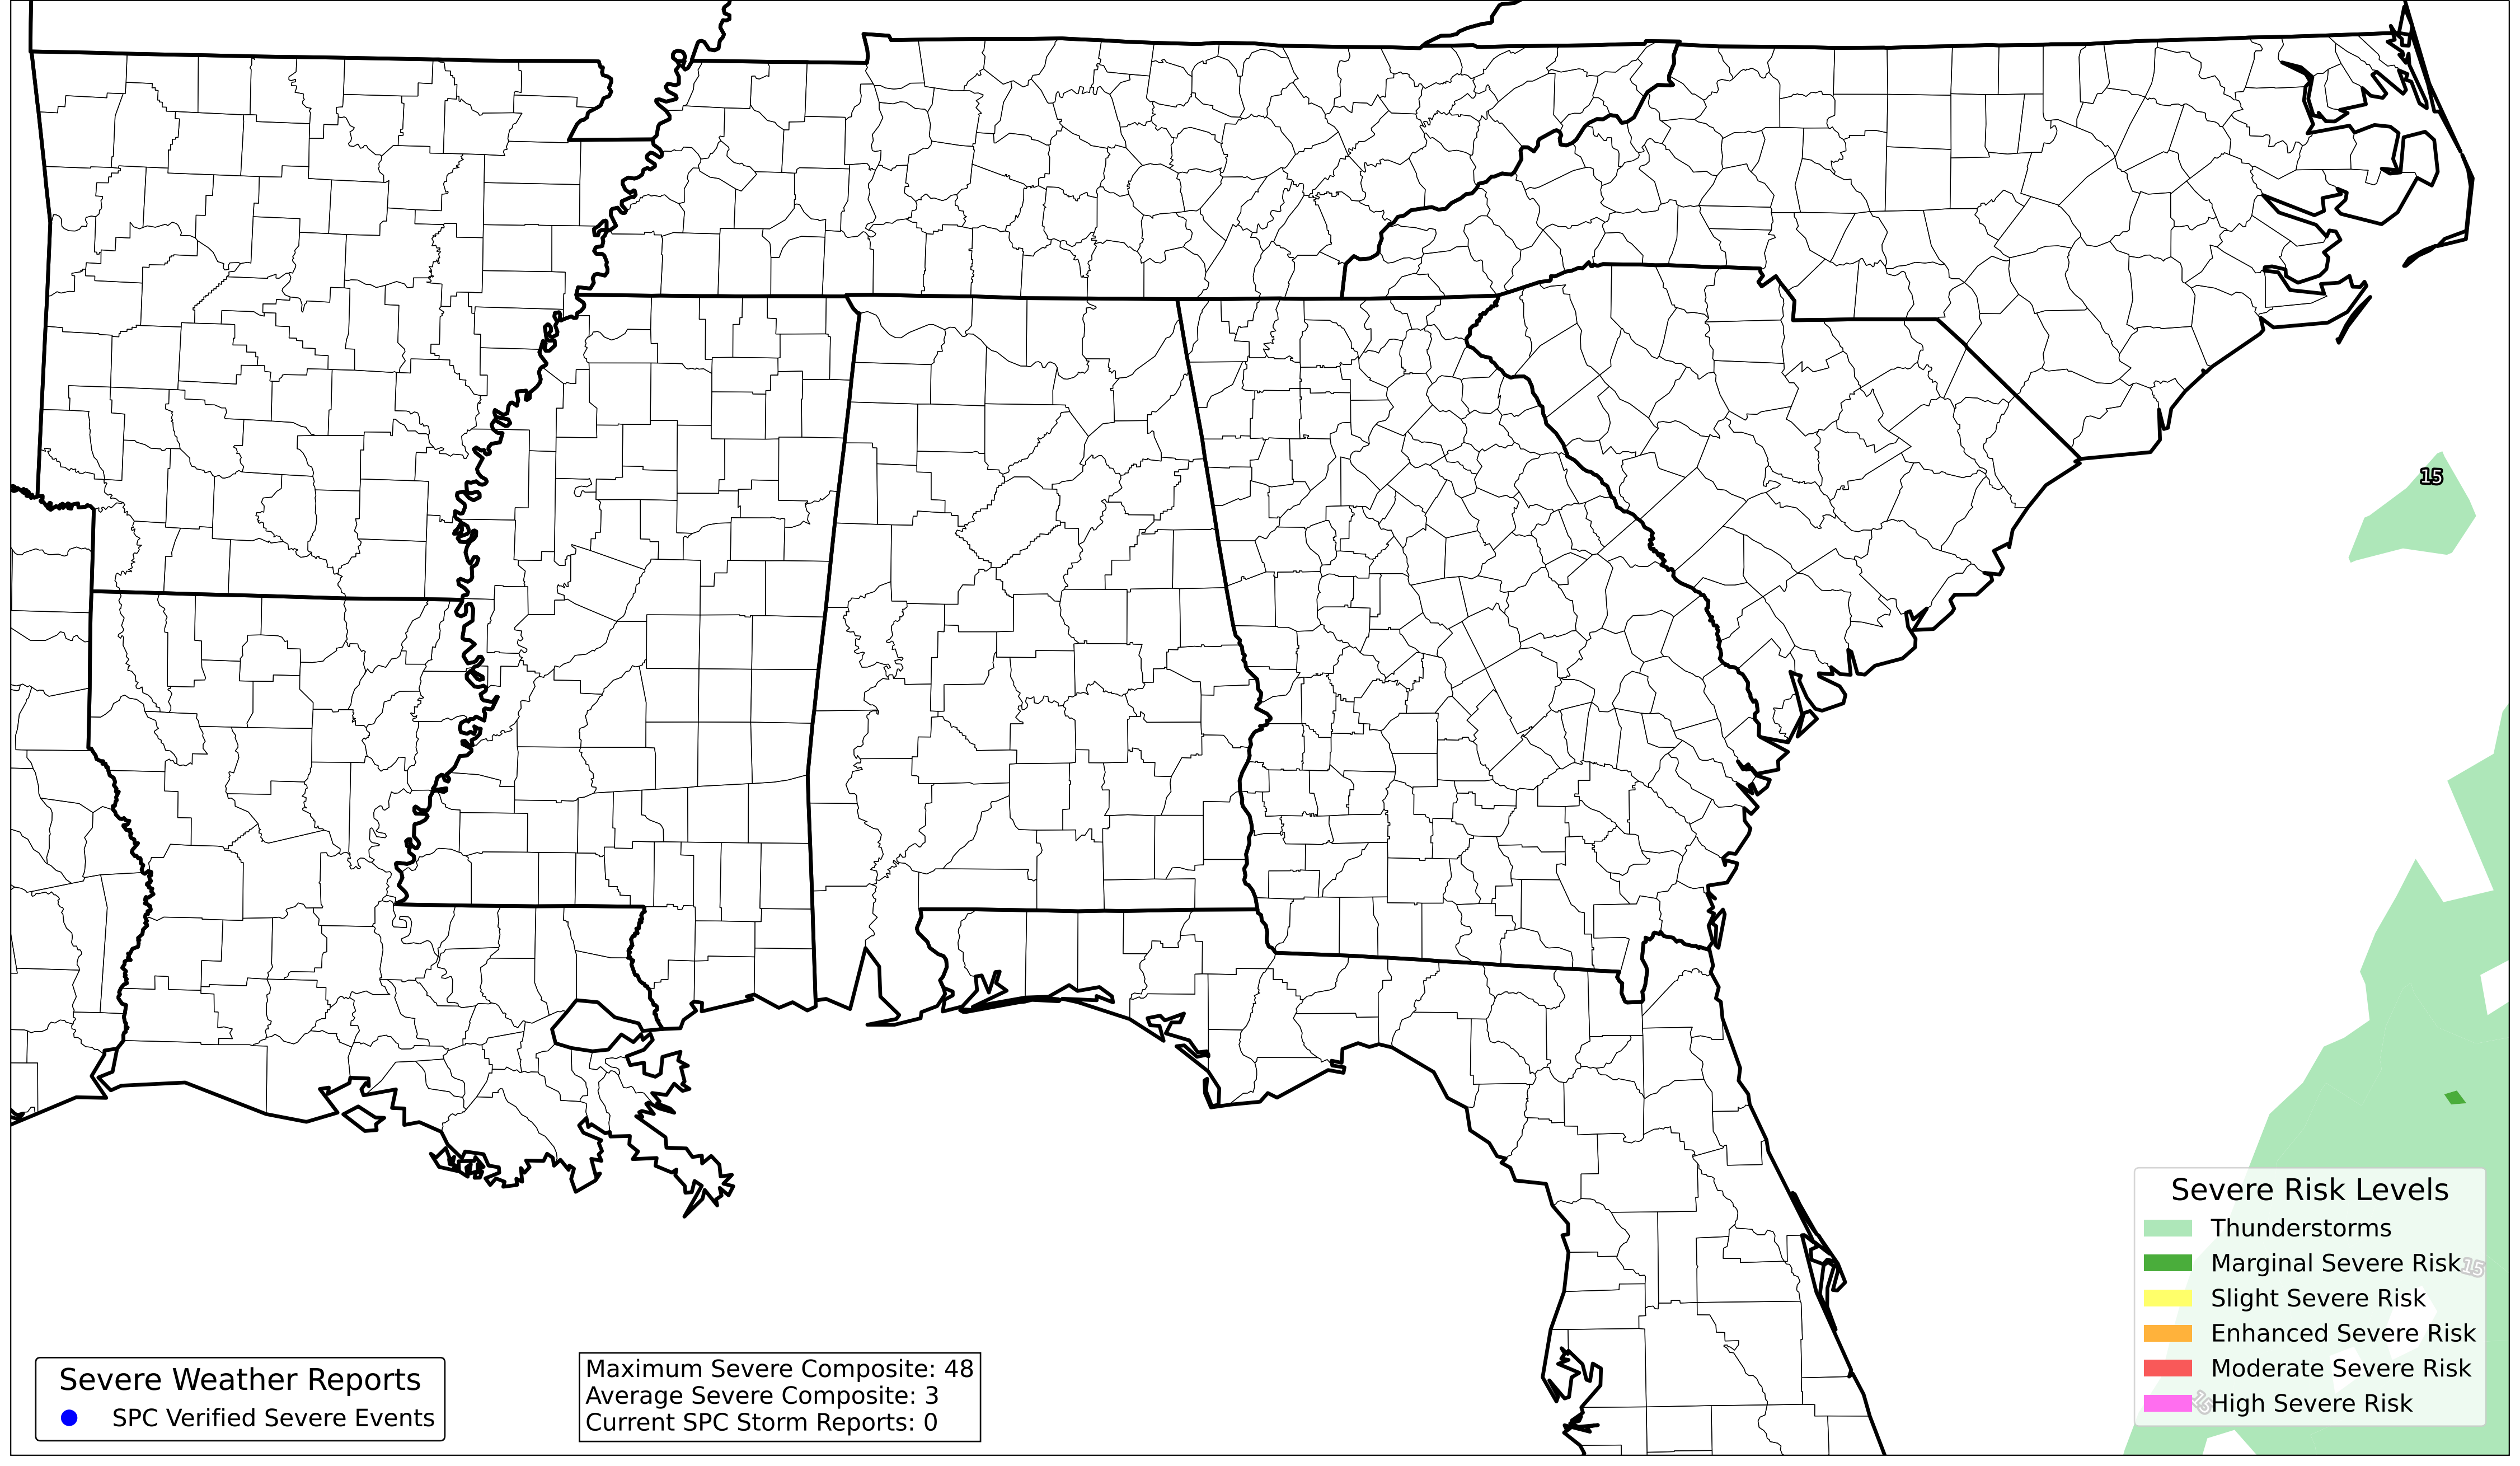 15
Severe Risk Levels
Thunderstorms
Marginal Severe Risk
15
Slight Severe Risk
Enhanced Severe Risk
Moderate Severe Risk
High Severe Risk
15
Severe Weather Reports
SPC Verified Severe Events
Maximum Severe Composite: 48
Average Severe Composite: 3
Current SPC Storm Reports: 0